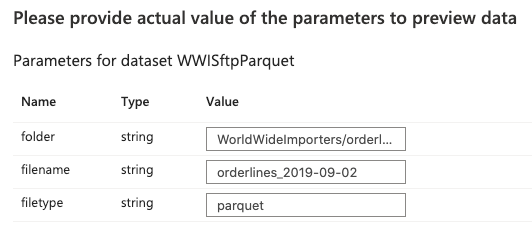 Please provide actual value of the parameters to preview data
Parameters for dataset WWISftpParquet
Name Type Value
folder string WorldWideImporters/orderl...
filename string orderlines_2019-09-02
filetype string parquet